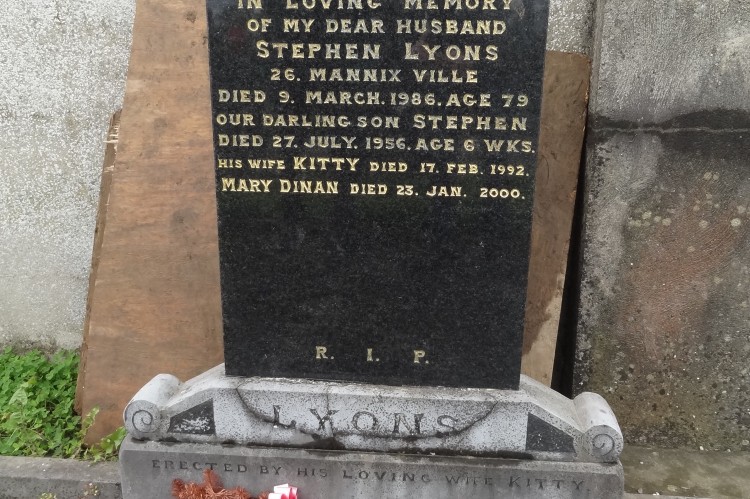 IN LOVING MEMORY
OF MY DEAR HUSBAND
STEPHEN LYONS
26. MANNIX VILLE
DIED 9. MARCH. 1986. AGE 79
OUR DARLING SON STEPHEN
DIED 27. JULY. 1956. AGE 6 WKS.
HIS WIFE KITTY DIED 17. FEB. 1992.
MARY DINAN DIED 23. JAN. 2000.
R. I. P.
LYONS
ERECTED BY HIS LOVING WIFE KITTY